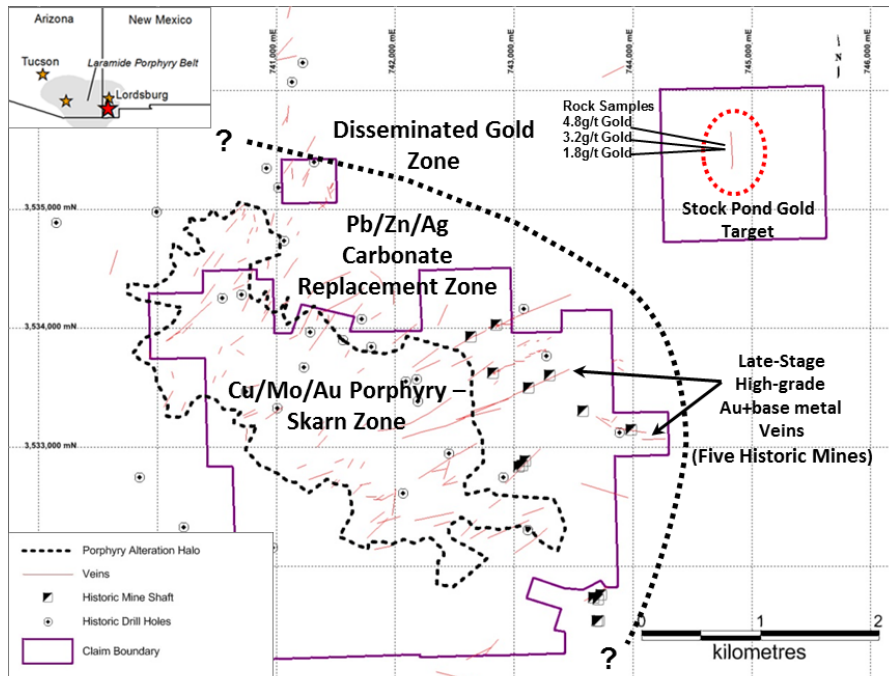 Arizona
New Mexico
Tucson
Laramide Porphyry Belt
Lordsburg
741,000 mE
742,000 mE
743,000 mE
744,000 mE
745,000 mE
746,000 mE
N
?
Disseminated Gold
Zone
Rock Samples
4.8g/t Gold
3.2g/t Gold
1.8g/t Gold
Stock Pond Gold
Target
3,535,000 mN
Pb/Zn/Ag
Carbonate
Replacement Zone
3,534,000 mN
Cu/Mo/Au Porphyry –
Skarn Zone
Late-Stage
High-grade
Au+base metal
Veins
(Five Historic Mines)
3,533,000 mN
Porphyry Alteration Halo
Veins
Historic Mine Shaft
Historic Drill Holes
Claim Boundary
?
0 1 2
kilometres